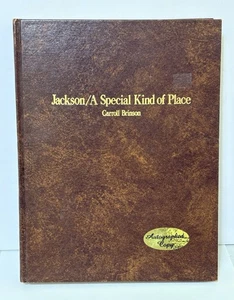 Jackson/A Special Kind of Place
Carroll Brinson
Autographed
Copy